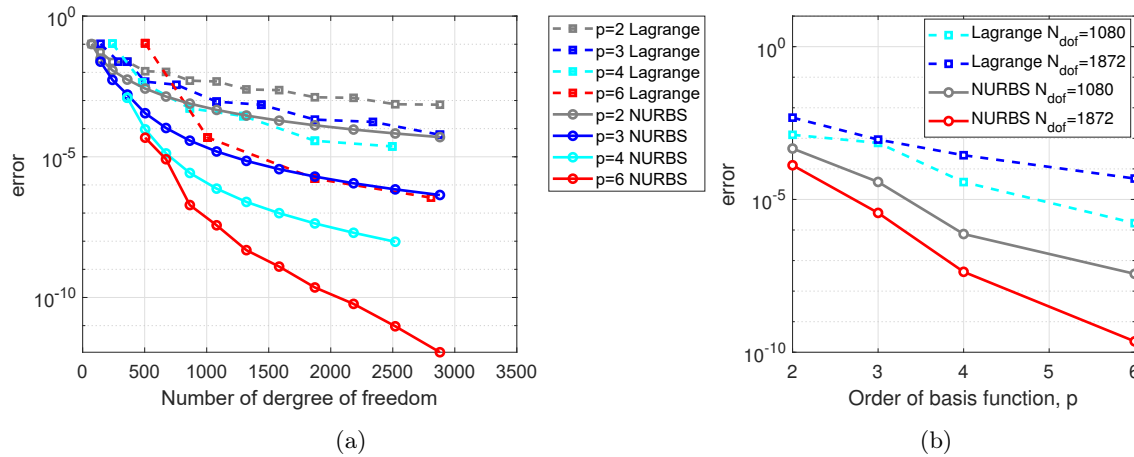 10^0
10^-5
10^-10
error
0 500 1000 1500 2000 2500 3000 3500
Number of dergree of freedom
(a)
p=2 Lagrange
p=3 Lagrange
p=4 Lagrange
p=6 Lagrange
p=2 NURBS
p=3 NURBS
p=4 NURBS
p=6 NURBS
10^0
10^-5
10^-10
error
2 3 4 5 6
Order of basis function, p
(b)
Lagrange N_dof=1080
Lagrange N_dof=1872
NURBS N_dof=1080
NURBS N_dof=1872